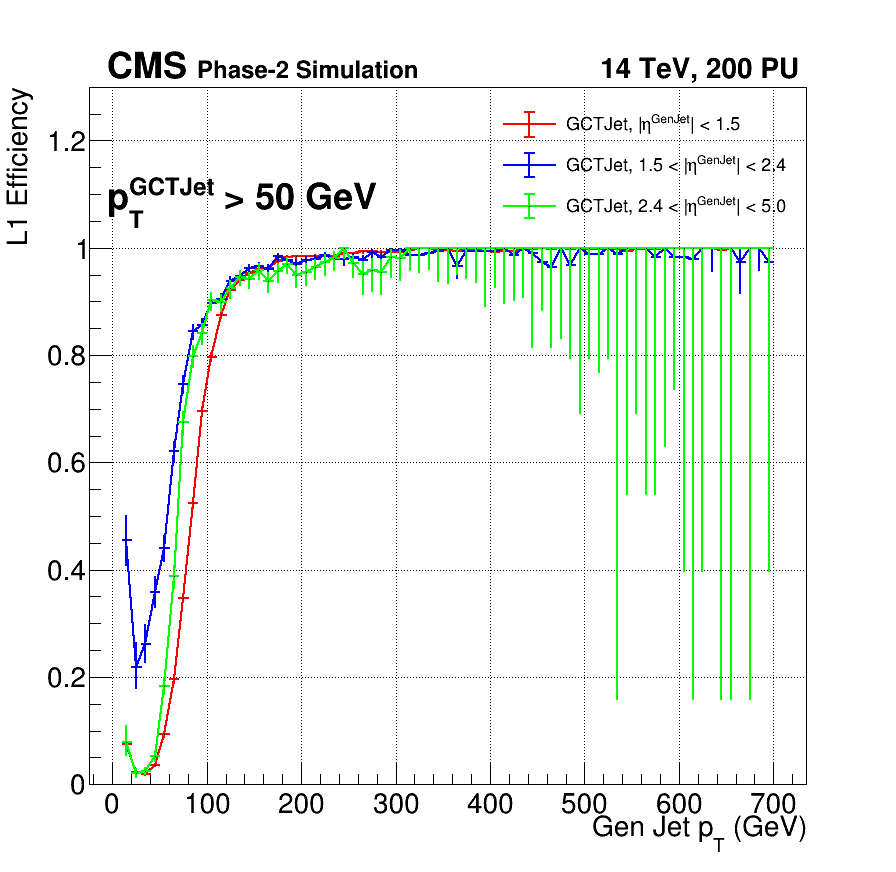 CMS Phase-2 Simulation 14 TeV, 200 PU
L1 Efficiency
p_T^GCTJet > 50 GeV
GCTJet, |η^GenJet| < 1.5
GCTJet, 1.5 < |η^GenJet| < 2.4
GCTJet, 2.4 < |η^GenJet| < 5.0
1.2
1
0.8
0.6
0.4
0.2
0
0 100 200 300 400 500 600 700
Gen Jet p_T (GeV)